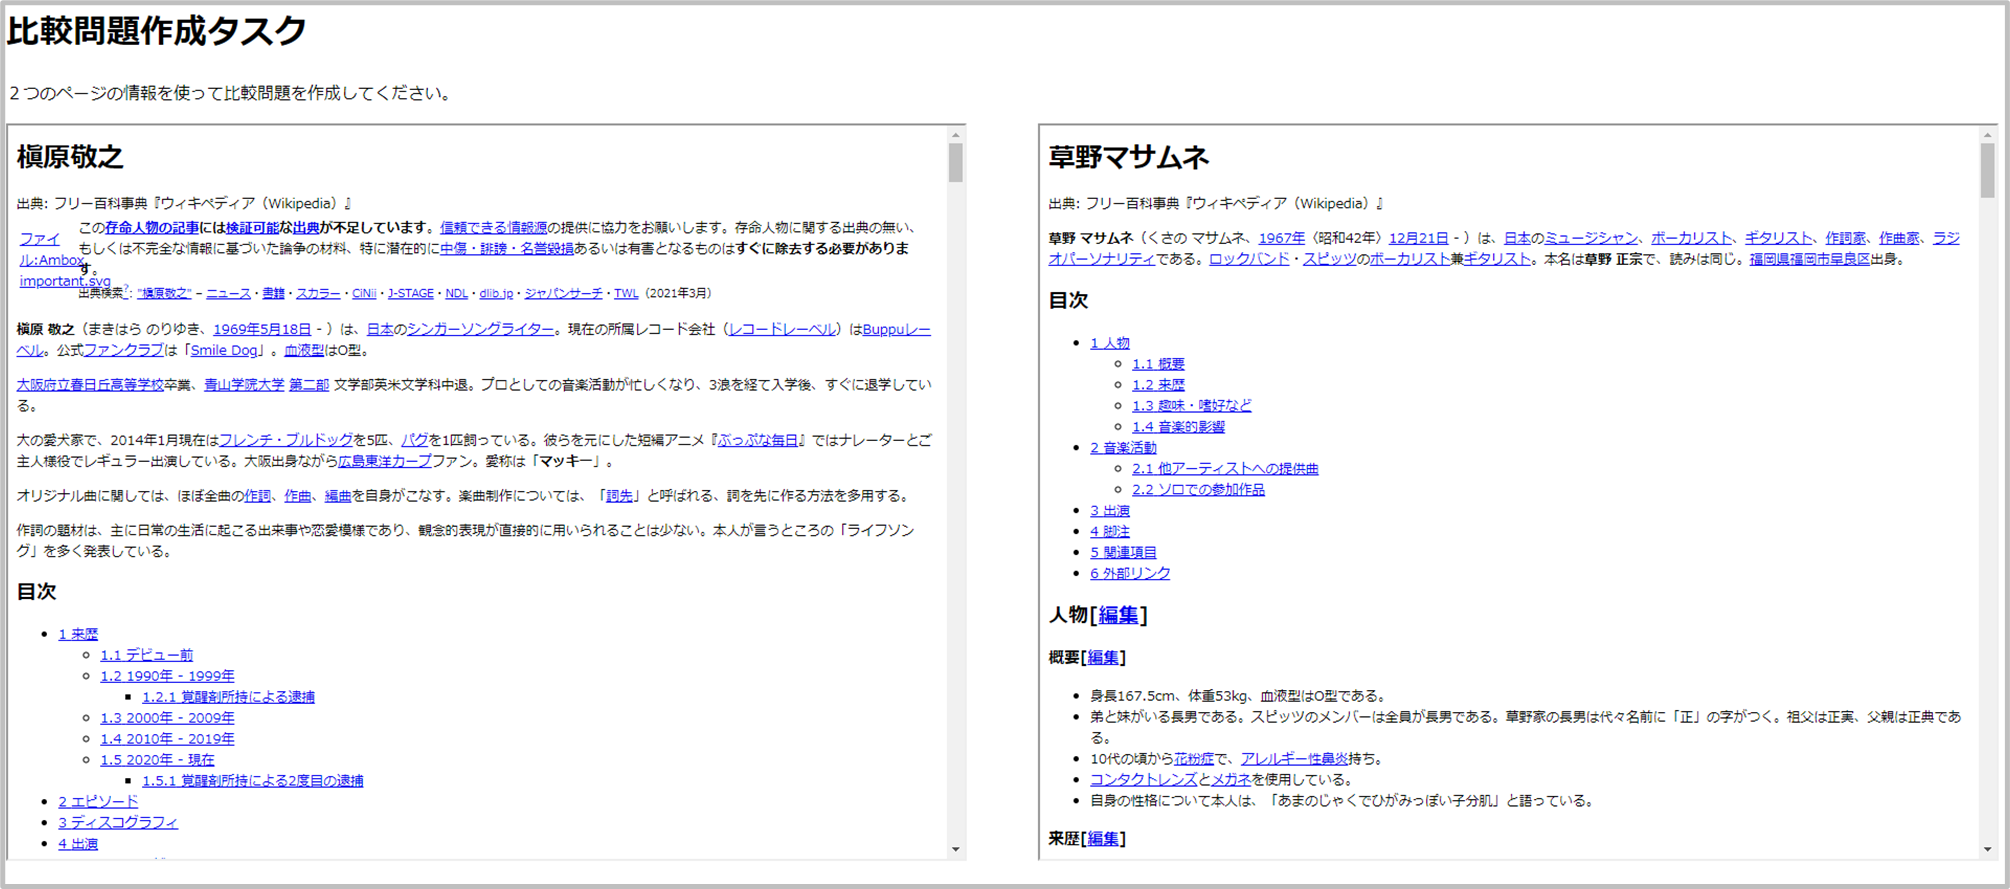 比較問題作成タスク
２つのページの情報を使って比較問題を作成してください。
槇原敬之
出典: フリー百科事典『ウィキペディア（Wikipedia）』
ファイル:Ambox important.svg
この存命人物の記事には検証可能な出典が不足しています。信頼できる情報源の提供に協力をお願いします。存命人物に関する出典の無い、
もしくは不完全な情報に基づいた論争の材料、特に潜在的に中傷・誹謗・名誉毀損あるいは有害となるものはすぐに除去する必要がありま
す。
出典検索?: "槇原敬之" – ニュース・書籍・スカラー・CiNii・J-STAGE・NDL・dlib.jp・ジャパンサーチ・TWL（2021年3月）
槇原 敬之（まきはら のりゆき、1969年5月18日 - ）は、日本のシンガーソングライター。現在の所属レコード会社（レコードレーベル）はBuppuレー
ベル。公式ファンクラブは「Smile Dog」。血液型はO型。
大阪府立春日丘高等学校卒業、青山学院大学 第二部 文学部英米文学科中退。プロとしての音楽活動が忙しくなり、3浪を経て入学後、すぐに退学してい
る。
大の愛犬家で、2014年1月現在はフレンチ・ブルドッグを5匹、パグを1匹飼っている。彼らを元にした短編アニメ『ぶっぷな毎日』ではナレーターとご
主人様役でレギュラー出演している。大阪出身ながら広島東洋カープファン。愛称は「マッキー」。
オリジナル曲に関しては、ほぼ全曲の作詞、作曲、編曲を自身がこなす。楽曲制作については、「詞先」と呼ばれる、詞を先に作る方法を多用する。
作詞の題材は、主に日常の生活に起こる出来事や恋愛模様であり、観念的表現が直接的に用いられることは少ない。本人が言うところの「ライフソン
グ」を多く発表している。
目次
1 来歴
1.1 デビュー前
1.2 1990年 - 1999年
1.2.1 覚醒剤所持による逮捕
1.3 2000年 - 2009年
1.4 2010年 - 2019年
1.5 2020年 - 現在
1.5.1 覚醒剤所持による2度目の逮捕
2 エピソード
3 ディスコグラフィ
4 出演
草野マサムネ
出典: フリー百科事典『ウィキペディア（Wikipedia）』
草野 マサムネ（くさの マサムネ、1967年〈昭和42年〉12月21日 - ）は、日本のミュージシャン、ボーカリスト、ギタリスト、作詞家、作曲家、ラジ
オパーソナリティである。ロックバンド・スピッツのボーカリスト兼ギタリスト。本名は草野 正宗で、読みは同じ。福岡県福岡市早良区出身。
目次
1 人物
1.1 概要
1.2 来歴
1.3 趣味・嗜好など
1.4 音楽的影響
2 音楽活動
2.1 他アーティストへの提供曲
2.2 ソロでの参加作品
3 出演
4 脚注
5 関連項目
6 外部リンク
人物[編集]
概要[編集]
身長167.5cm、体重53kg、血液型はO型である。
弟と妹がいる長男である。スピッツのメンバーは全員が長男である。草野家の長男は代々名前に「正」の字がつく。祖父は正実、父親は正典であ
る。
10代の頃から花粉症で、アレルギー性鼻炎持ち。
コンタクトレンズとメガネを使用している。
自身の性格について本人は、「あまのじゃくでひがみっぽい子分肌」と語っている。
来歴[編集]